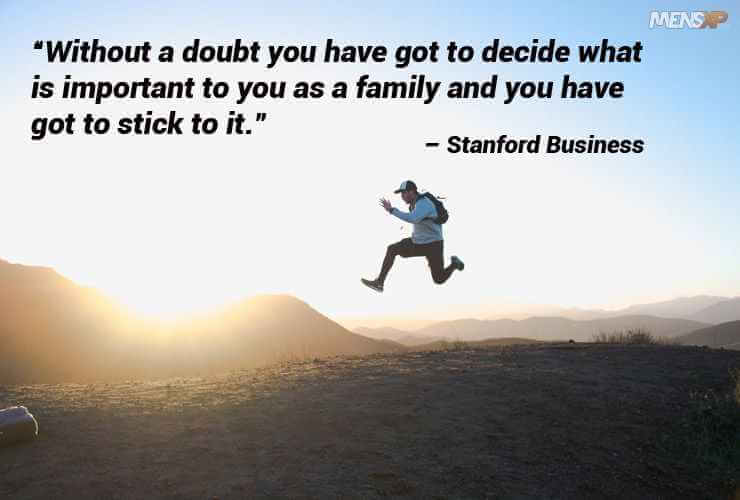 MENSXP
"Without a doubt you have got to decide what
is important to you as a family and you have
got to stick to it."
– Stanford Business